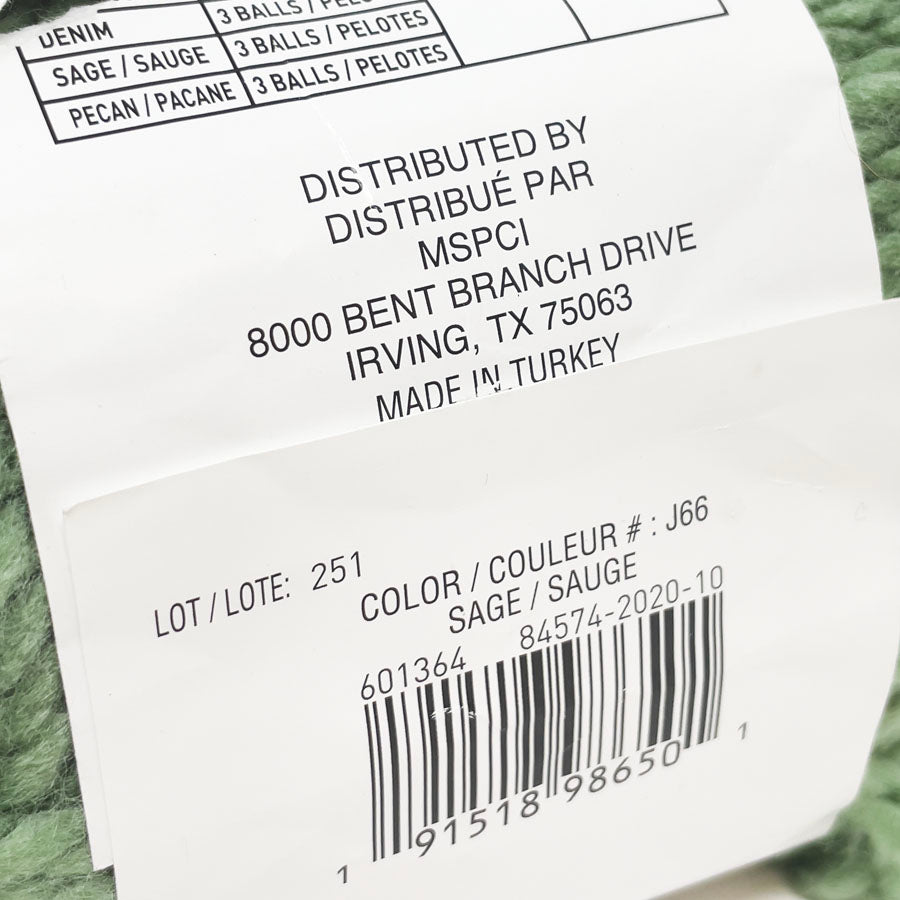 DENIM 3 BALLS / PELOTES
SAGE / SAUGE 3 BALLS / PELOTES
PECAN / PACANE 3 BALLS / PELOTES
DISTRIBUTED BY
DISTRIBUÉ PAR
MSPCI
8000 BENT BRANCH DRIVE
IRVING, TX 75063
MADE IN TURKEY
LOT / LOTE: 251
COLOR / COULEUR # : J66
SAGE / SAUGE
601364 84574-2020-10
1 91518 98650 1